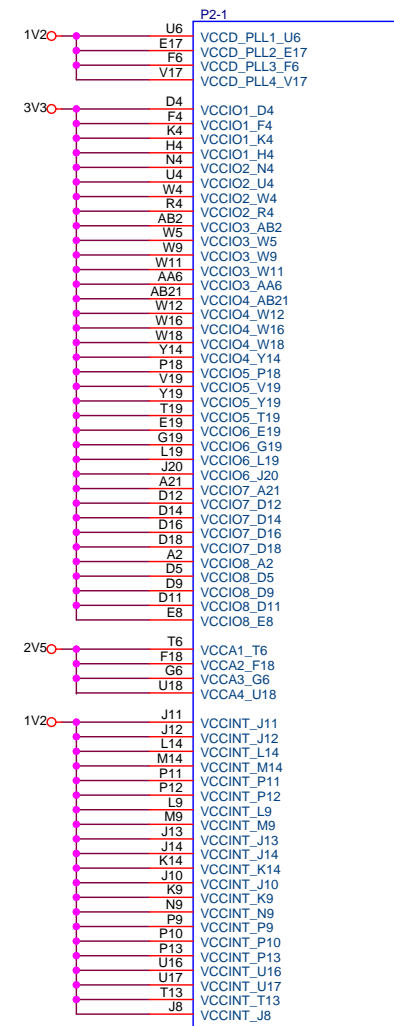 P2-1
1V2
U6 VCCD_PLL1_U6
E17 VCCD_PLL2_E17
F6 VCCD_PLL3_F6
V17 VCCD_PLL4_V17
3V3
D4 VCCIO1_D4
F4 VCCIO1_F4
K4 VCCIO1_K4
H4 VCCIO1_H4
N4 VCCIO2_N4
U4 VCCIO2_U4
W4 VCCIO2_W4
R4 VCCIO2_R4
AB2 VCCIO3_AB2
W5 VCCIO3_W5
W9 VCCIO3_W9
W11 VCCIO3_W11
AA6 VCCIO3_AA6
AB21 VCCIO4_AB21
W12 VCCIO4_W12
W16 VCCIO4_W16
W18 VCCIO4_W18
Y14 VCCIO4_Y14
P18 VCCIO5_P18
V19 VCCIO5_V19
Y19 VCCIO5_Y19
T19 VCCIO5_T19
E19 VCCIO6_E19
G19 VCCIO6_G19
L19 VCCIO6_L19
J20 VCCIO6_J20
A21 VCCIO7_A21
D12 VCCIO7_D12
D14 VCCIO7_D14
D16 VCCIO7_D16
D18 VCCIO7_D18
A2 VCCIO8_A2
D5 VCCIO8_D5
D9 VCCIO8_D9
D11 VCCIO8_D11
E8 VCCIO8_E8
2V5
T6 VCCA1_T6
F18 VCCA2_F18
G6 VCCA3_G6
U18 VCCA4_U18
1V2
J11 VCCINT_J11
J12 VCCINT_J12
L14 VCCINT_L14
M14 VCCINT_M14
P11 VCCINT_P11
P12 VCCINT_P12
L9 VCCINT_L9
M9 VCCINT_M9
J13 VCCINT_J13
J14 VCCINT_J14
K14 VCCINT_K14
J10 VCCINT_J10
K9 VCCINT_K9
N9 VCCINT_N9
P9 VCCINT_P9
P10 VCCINT_P10
P13 VCCINT_P13
U16 VCCINT_U16
U17 VCCINT_U17
T13 VCCINT_T13
J8 VCCINT_J8